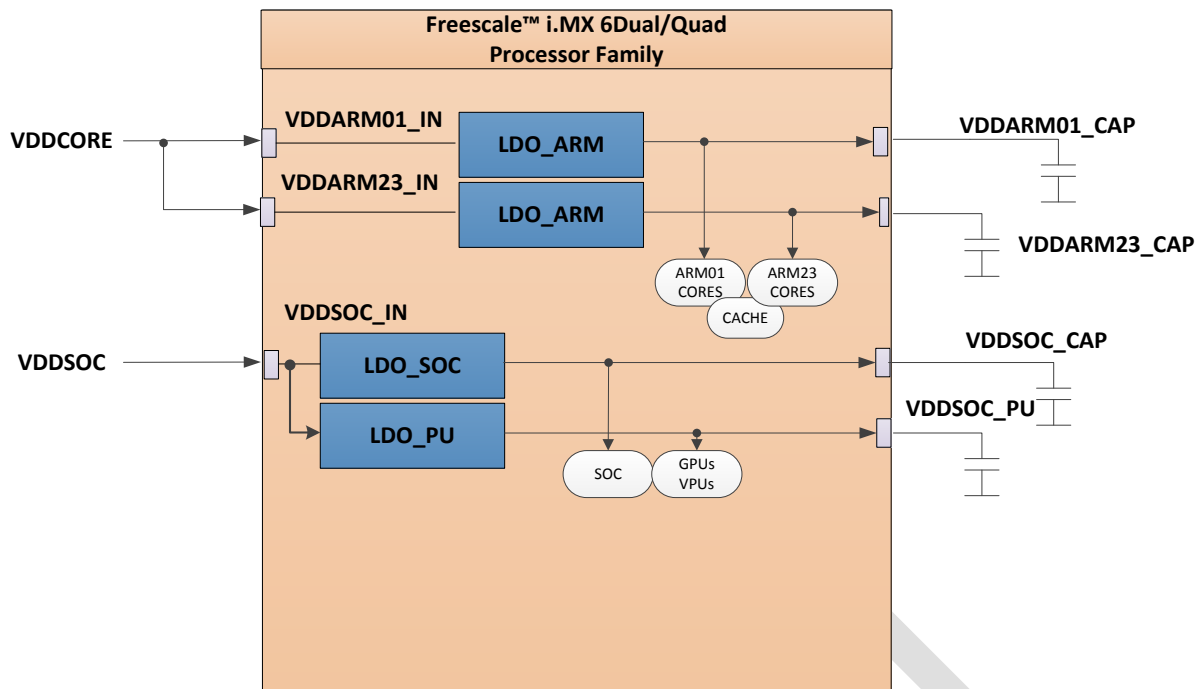 Freescale™ i.MX 6Dual/Quad
Processor Family
VDDCORE
VDDARM01_IN
LDO_ARM
VDDARM01_CAP
VDDARM23_IN
LDO_ARM
VDDARM23_CAP
ARM01
CORES
ARM23
CORES
CACHE
VDDSOC_IN
VDDSOC
LDO_SOC
VDDSOC_CAP
LDO_PU
VDDSOC_PU
SOC
GPUs
VPUs